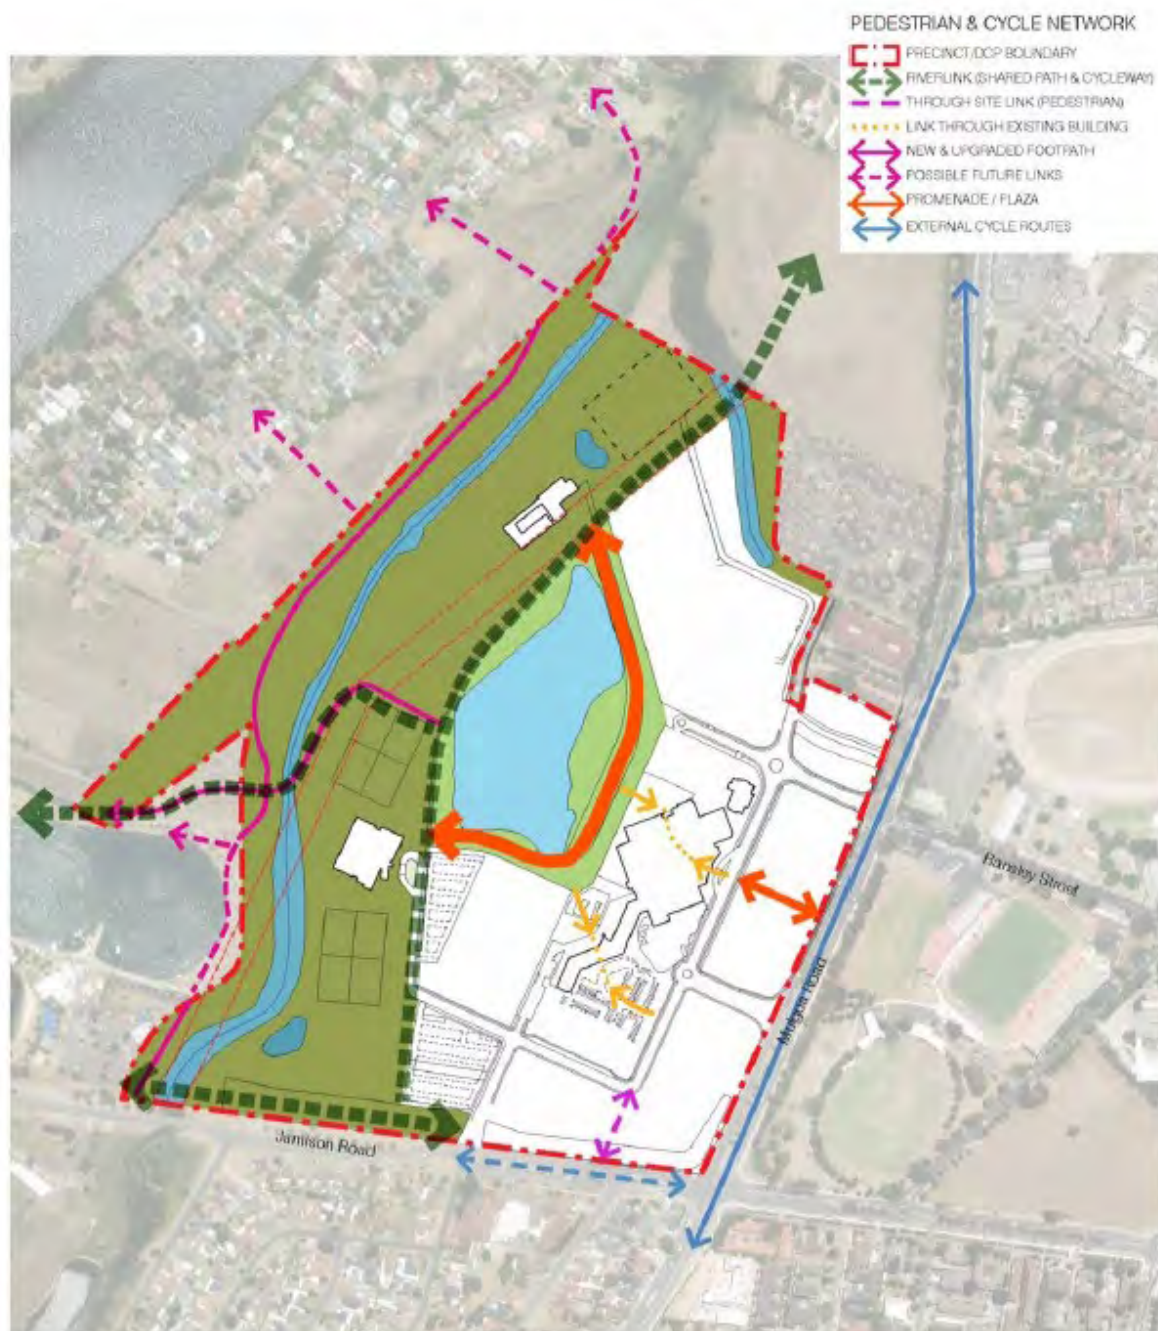 PEDESTRIAN & CYCLE NETWORK
PRECINCT/DCP BOUNDARY
RIVERLINK (SHARED PATH & CYCLEWAY)
THROUGH SITE LINK (PEDESTRIAN)
LINK THROUGH EXISTING BUILDING
NEW & UPGRADED FOOTPATH
POSSIBLE FUTURE LINKS
PROMENADE / PLAZA
EXTERNAL CYCLE ROUTES
Ransley Street
Mulgoa Road
Jamison Road